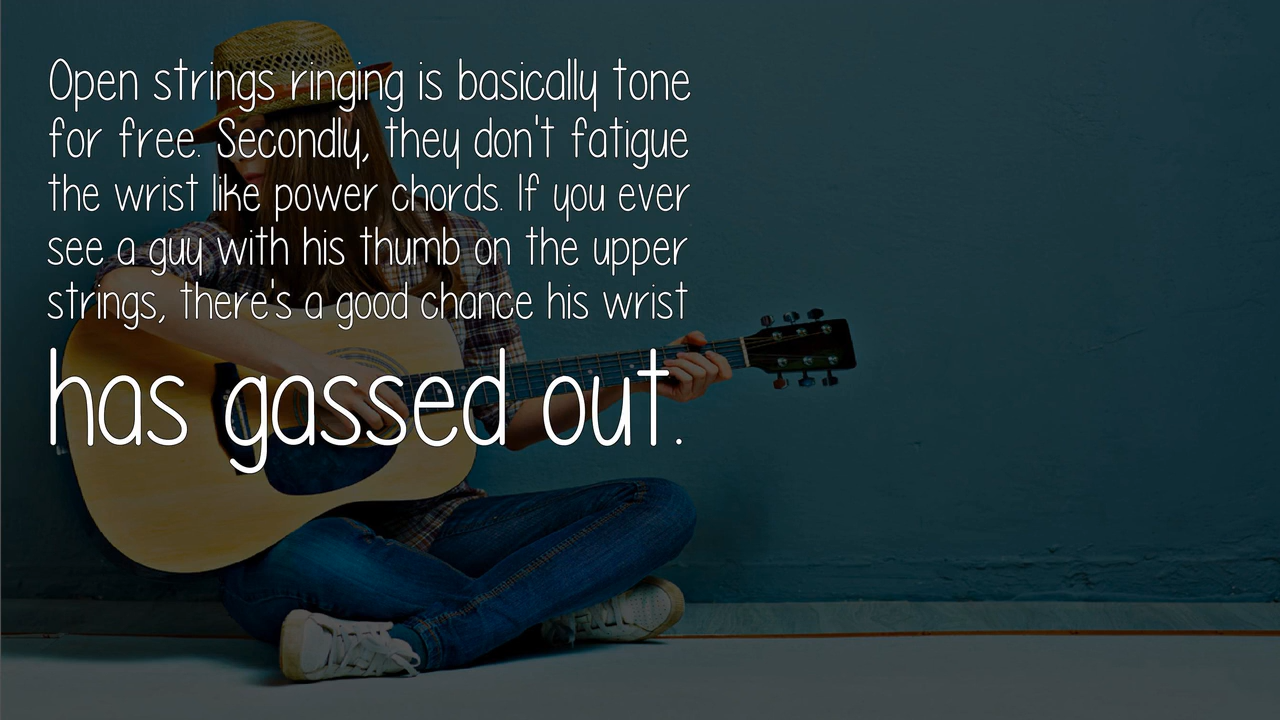 Open strings ringing is basically tone
for free. Secondly, they don't fatigue
the wrist like power chords. If you ever
see a guy with his thumb on the upper
strings, there's a good chance his wrist
has gassed out.